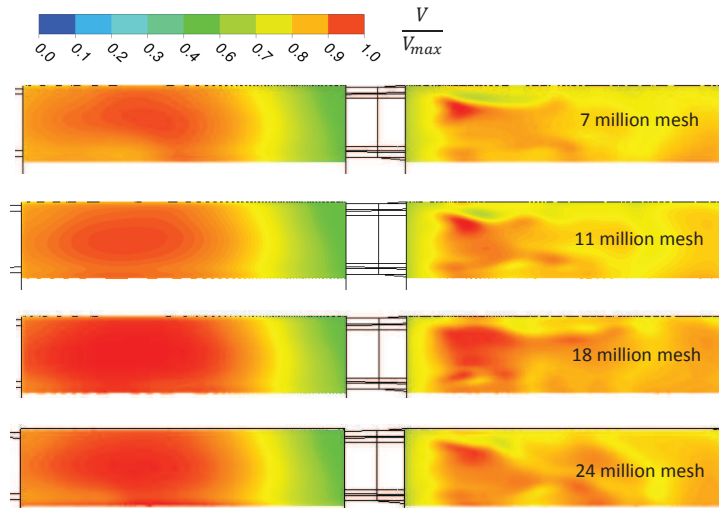 V
V_max
0.0 0.1 0.2 0.3 0.4 0.6 0.7 0.8 0.9 1.0
7 million mesh
11 million mesh
18 million mesh
24 million mesh